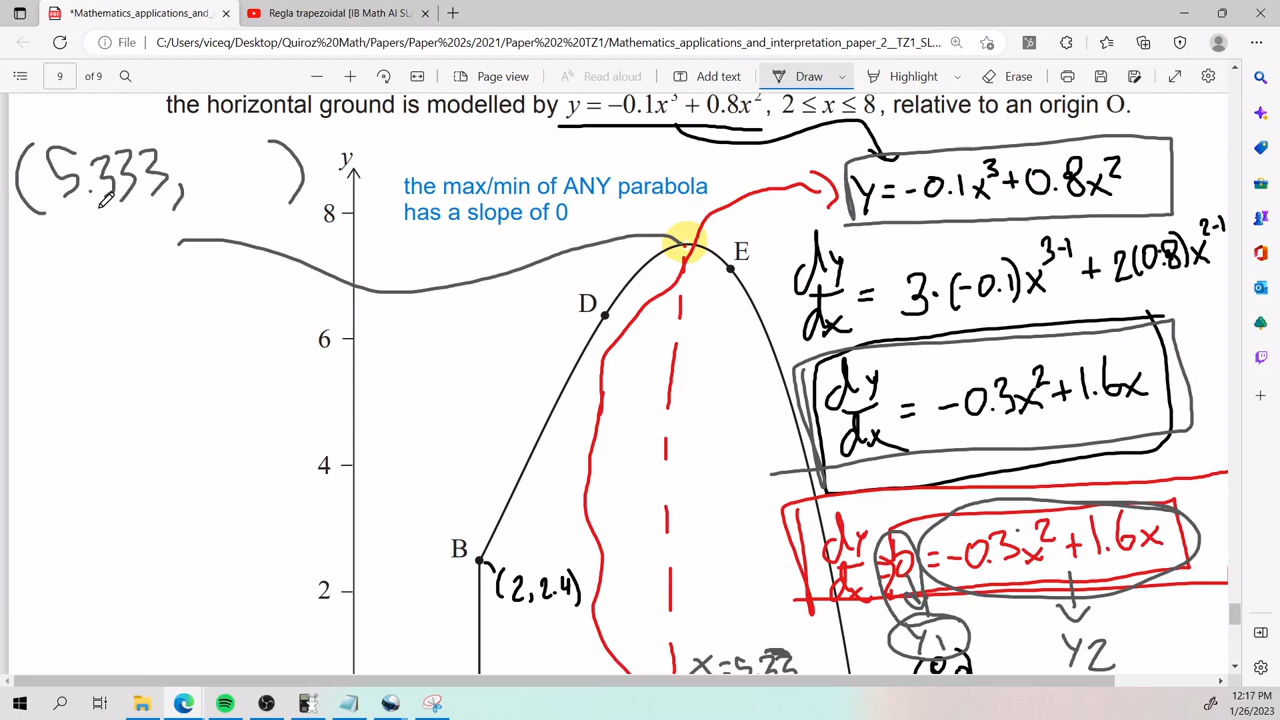 *Mathematics_applications_and_i
Regla trapezoidal [IB Math AI SL/
File
C:/Users/viceq/Desktop/Quiroz%20Math/Papers/Paper%202s/2021/Paper%202%20TZ1/Mathematics_applications_and_interpretation_paper_2__TZ1_SL...
9
of 9
Page view
Read aloud
Add text
Draw
Highlight
Erase
the horizontal ground is modelled by y = −0.1x³ + 0.8x², 2 ≤ x ≤ 8, relative to an origin O.
(5.333, )
y
the max/min of ANY parabola
has a slope of 0
y = -0.1x³ + 0.8x²
8
E
dy/dx = 3·(-0.1)x³⁻¹ + 2(0.8)x²⁻¹
D
6
dy/dx = -0.3x² + 1.6x
4
dy/dx = 0 = -0.3x² + 1.6x
B
(2, 2.4)
2
Y1
Y2
x=5.33
12:17 PM
1/26/2023